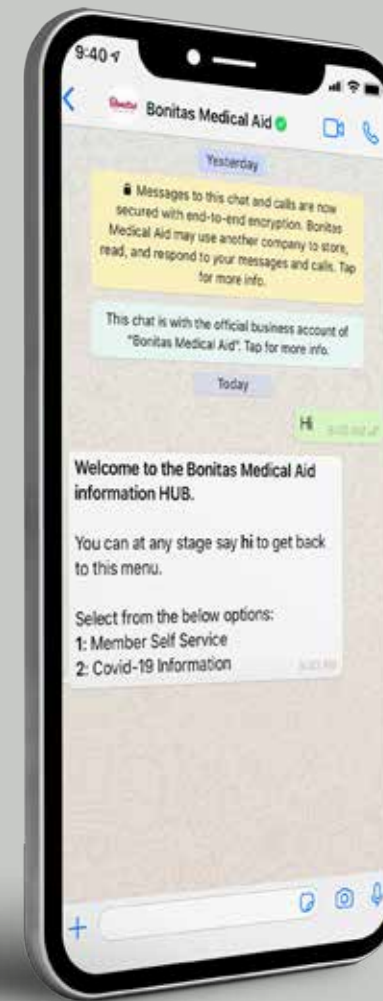 9:40
Bonitas
Bonitas Medical Aid
Yesterday
Messages to this chat and calls are now
secured with end-to-end encryption. Bonitas
Medical Aid may use another company to store,
read, and respond to your messages and calls. Tap
for more info.
This chat is with the official business account of
"Bonitas Medical Aid". Tap for more info.
Today
Hi
Welcome to the Bonitas Medical Aid
information HUB.
You can at any stage say hi to get back
to this menu.
Select from the below options:
1: Member Self Service
2: Covid-19 Information